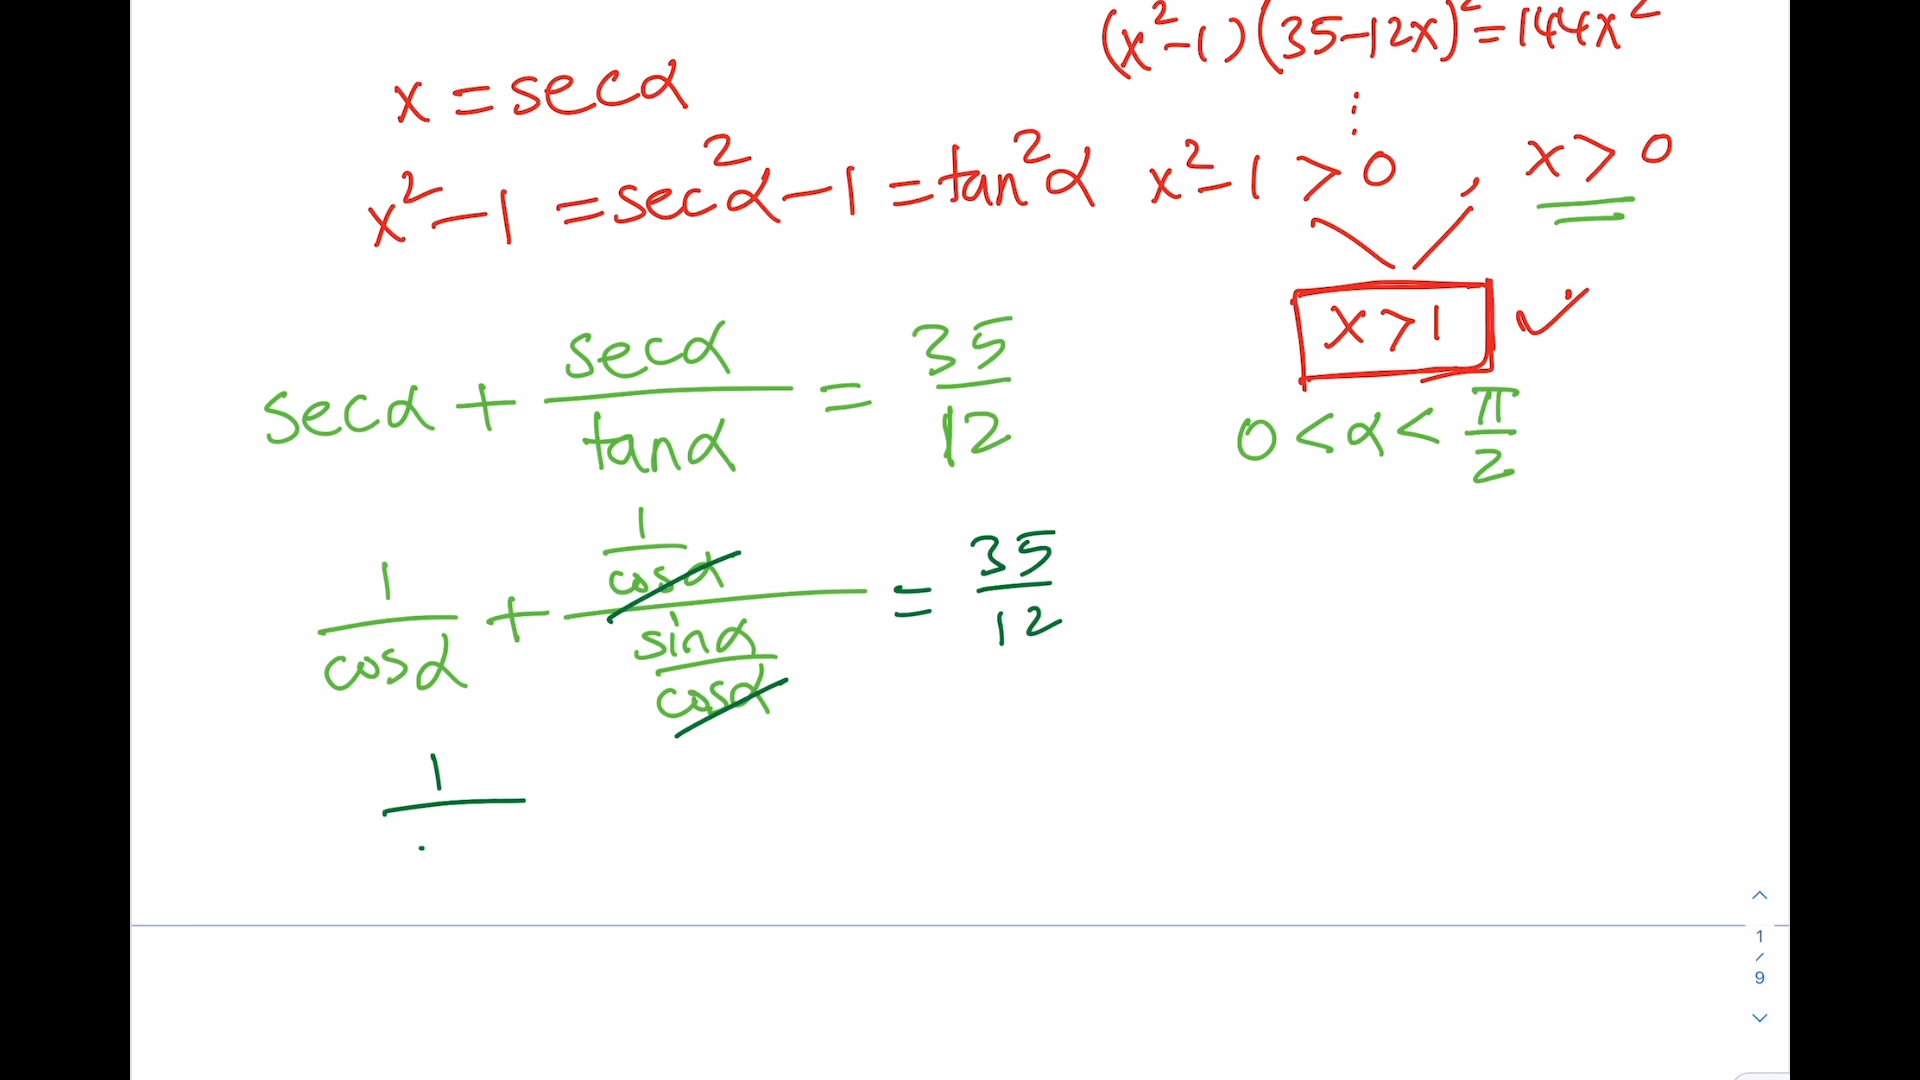 (x²-1)(35-12x)²=144x²
x = secα
⋮
x²-1 = sec²α-1 = tan²α
x²-1 > 0 , x > 0
x > 1 ✓
secα + secα/tanα = 35/12
0 < α < π/2
1/cosα + (1/cosα)/(sinα/cosα) = 35/12
1
1
/
9